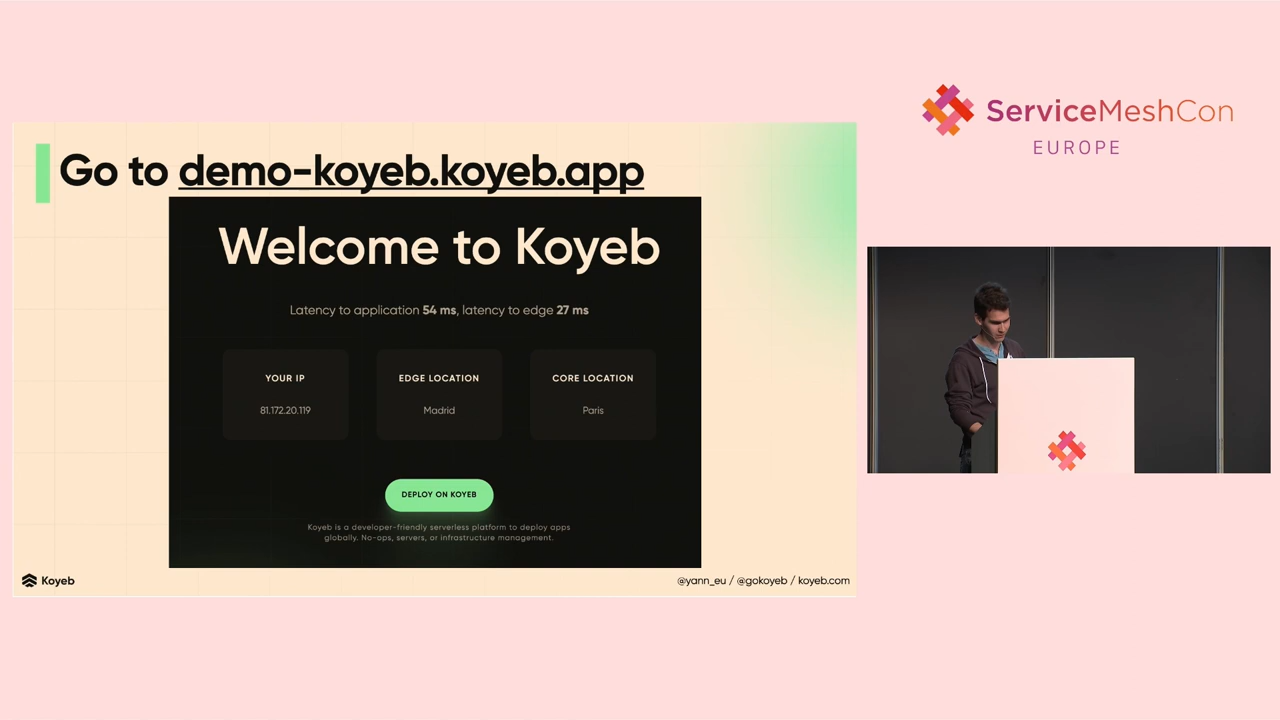 Go to demo-koyeb.koyeb.app
Welcome to Koyeb
Latency to application 54 ms, latency to edge 27 ms
YOUR IP
81.172.20.119
EDGE LOCATION
Madrid
CORE LOCATION
Paris
DEPLOY ON KOYEB
Koyeb is a developer-friendly serverless platform to deploy apps
globally. No-ops, servers, or infrastructure management.
Koyeb
@yann_eu / @gokoyeb / koyeb.com
ServiceMeshCon
EUROPE